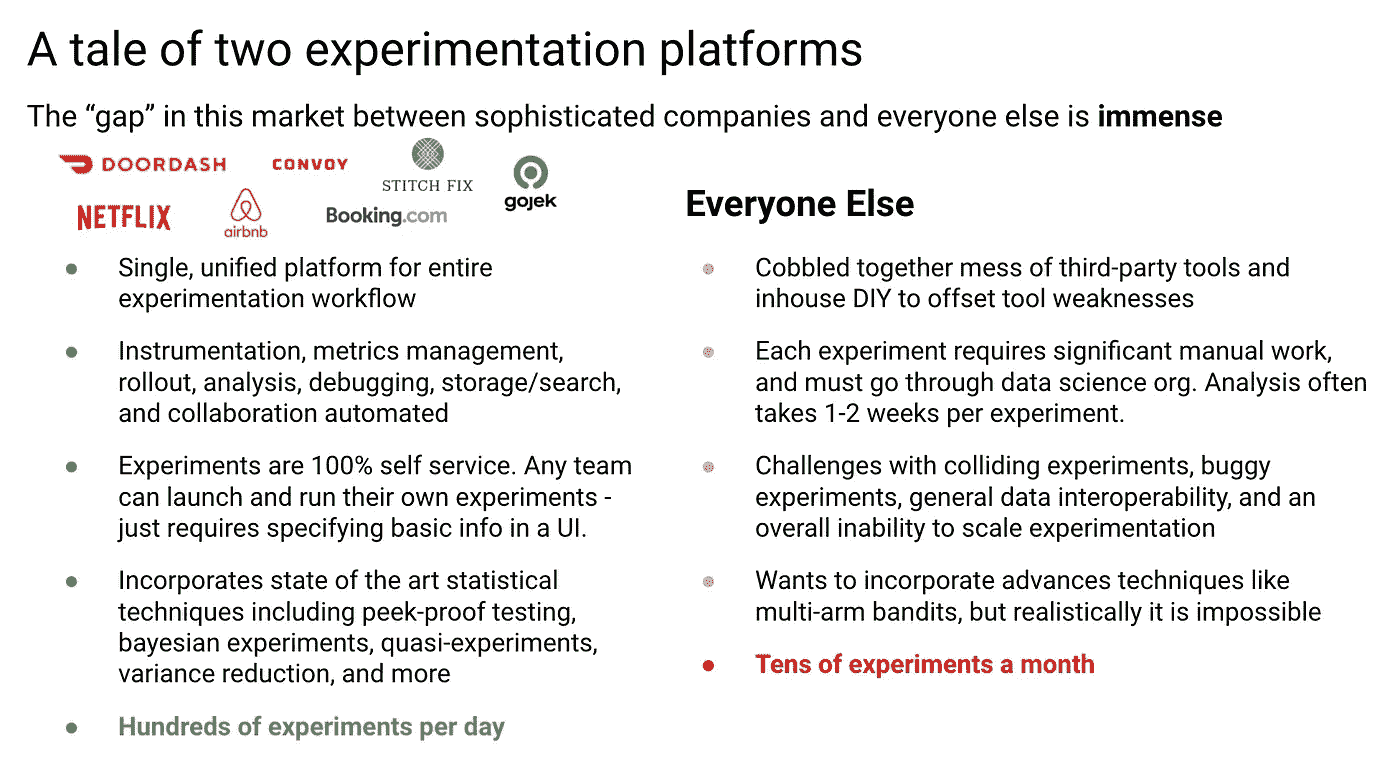 A tale of two experimentation platforms
The “gap” in this market between sophisticated companies and everyone else is immense
DOORDASH
CONVOY
STITCH FIX
gojek
NETFLIX
airbnb
Booking.com
● Single, unified platform for entire
experimentation workflow
● Instrumentation, metrics management,
rollout, analysis, debugging, storage/search,
and collaboration automated
● Experiments are 100% self service. Any team
can launch and run their own experiments -
just requires specifying basic info in a UI.
● Incorporates state of the art statistical
techniques including peek-proof testing,
bayesian experiments, quasi-experiments,
variance reduction, and more
● Hundreds of experiments per day
Everyone Else
● Cobbled together mess of third-party tools and
inhouse DIY to offset tool weaknesses
● Each experiment requires significant manual work,
and must go through data science org. Analysis often
takes 1-2 weeks per experiment.
● Challenges with colliding experiments, buggy
experiments, general data interoperability, and an
overall inability to scale experimentation
● Wants to incorporate advances techniques like
multi-arm bandits, but realistically it is impossible
● Tens of experiments a month